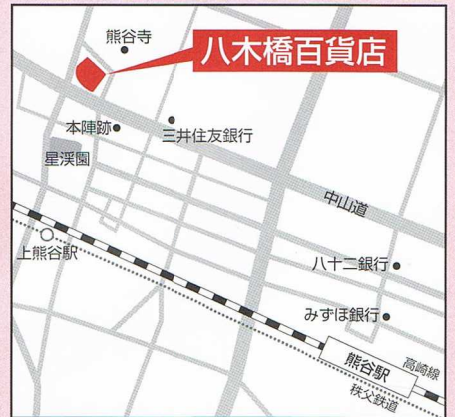 熊谷寺
八木橋百貨店
本陣跡
三井住友銀行
星渓園
中山道
上熊谷駅
八十二銀行
みずほ銀行
熊谷駅
高崎線
秩父鉄道